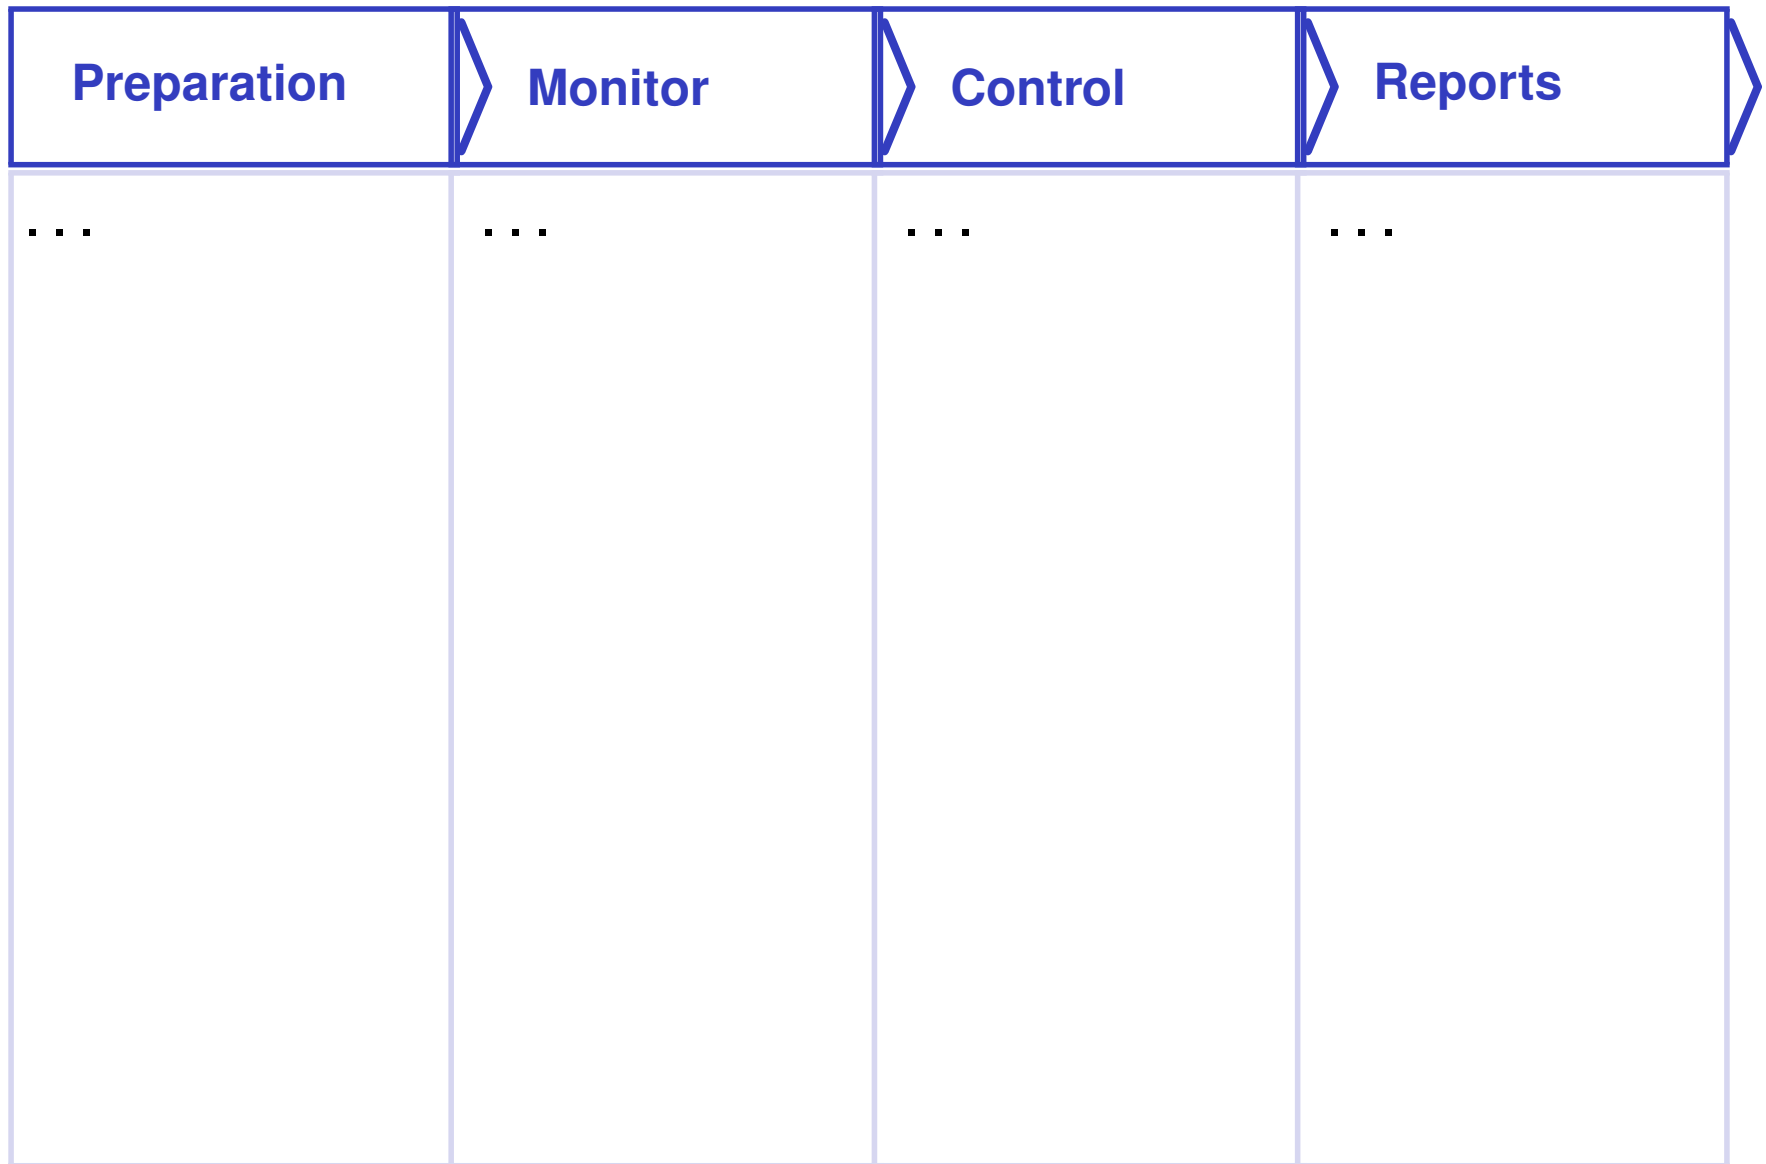 Preparation
Monitor
Control
Reports
. . .
. . .
. . .
. . .